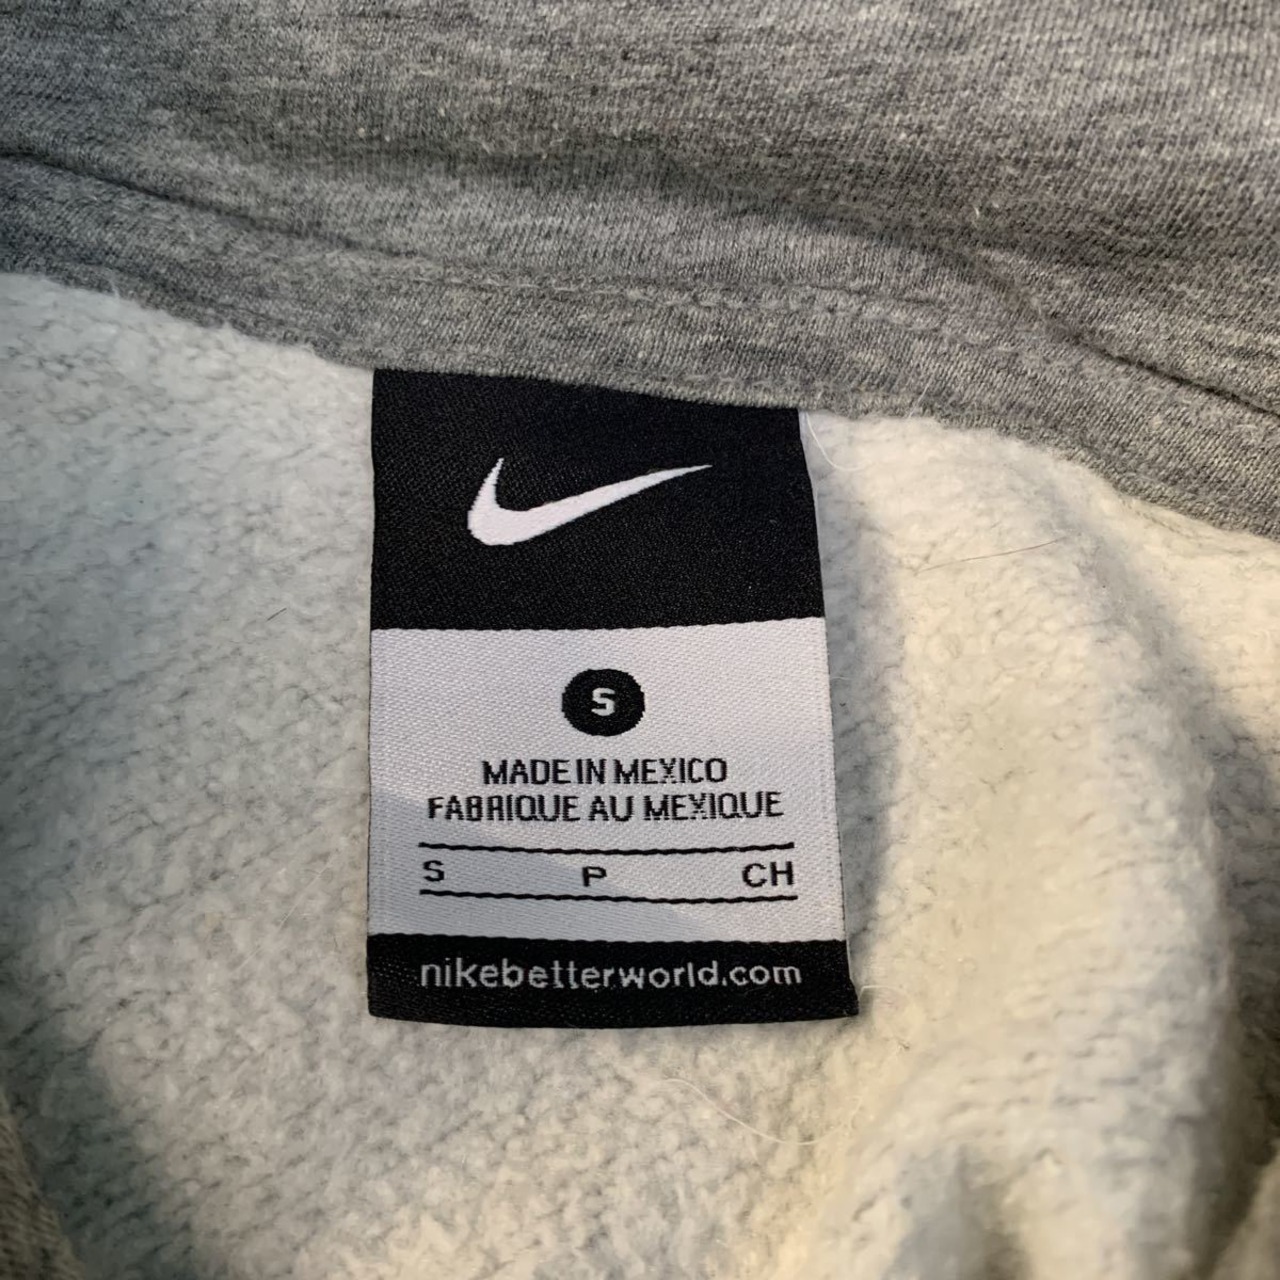 S
MADE IN MEXICO
FABRIQUE AU MEXIQUE
S P CH
nikebetterworld.com